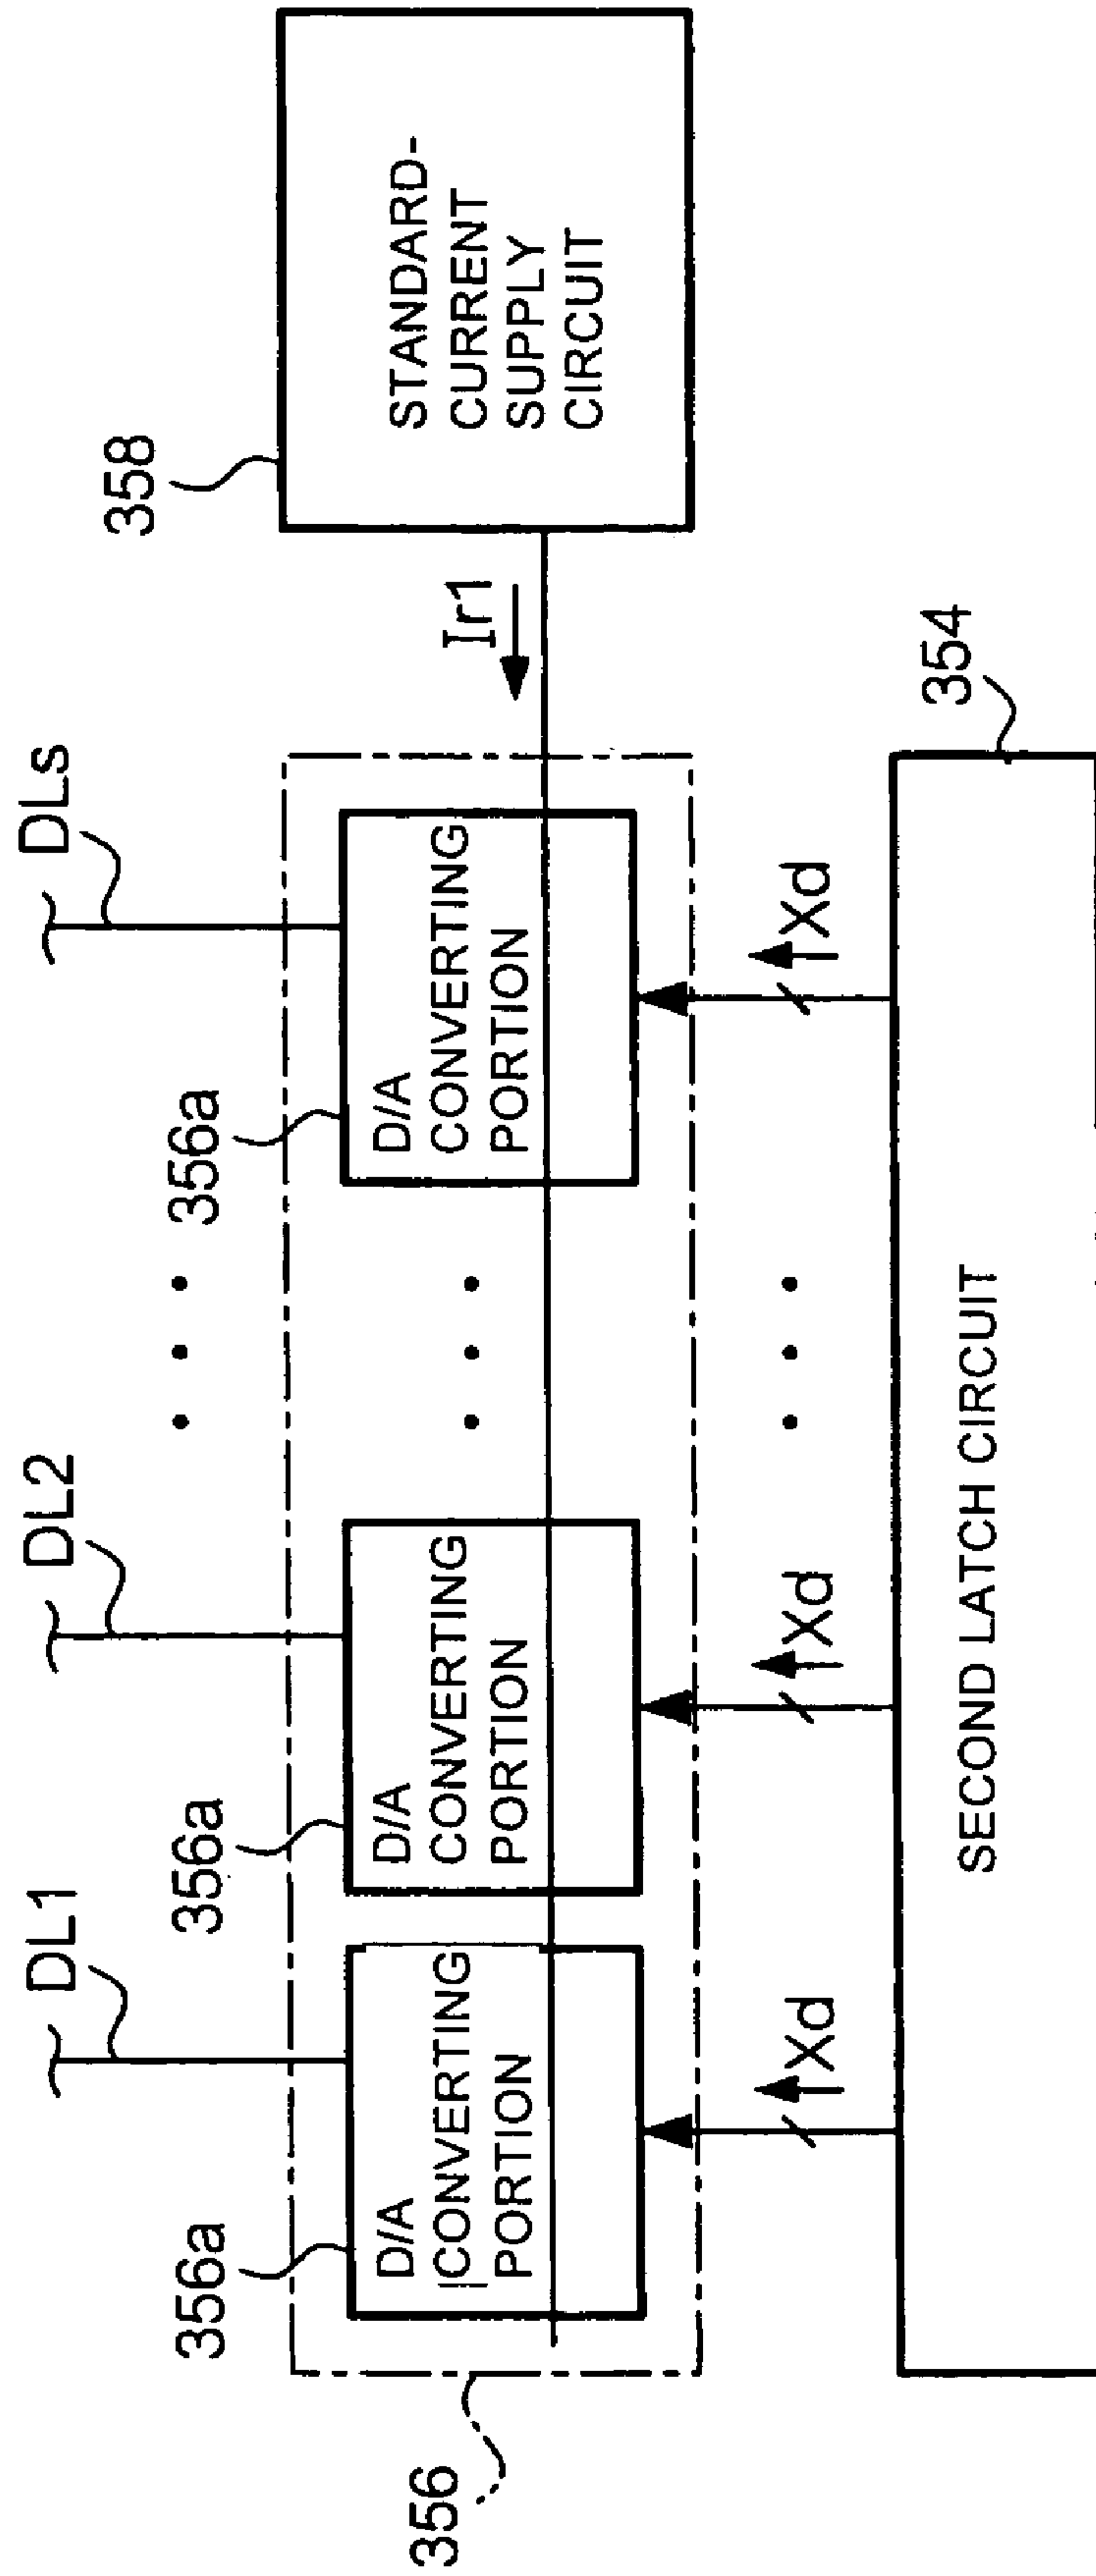 DL1
DL2
DLs
356a
356a
356a
358
D/A
CONVERTING
PORTION
D/A
CONVERTING
PORTION
D/A
CONVERTING
PORTION
STANDARD-
CURRENT
SUPPLY
CIRCUIT
Ir1
356
Xd
Xd
Xd
354
SECOND LATCH CIRCUIT